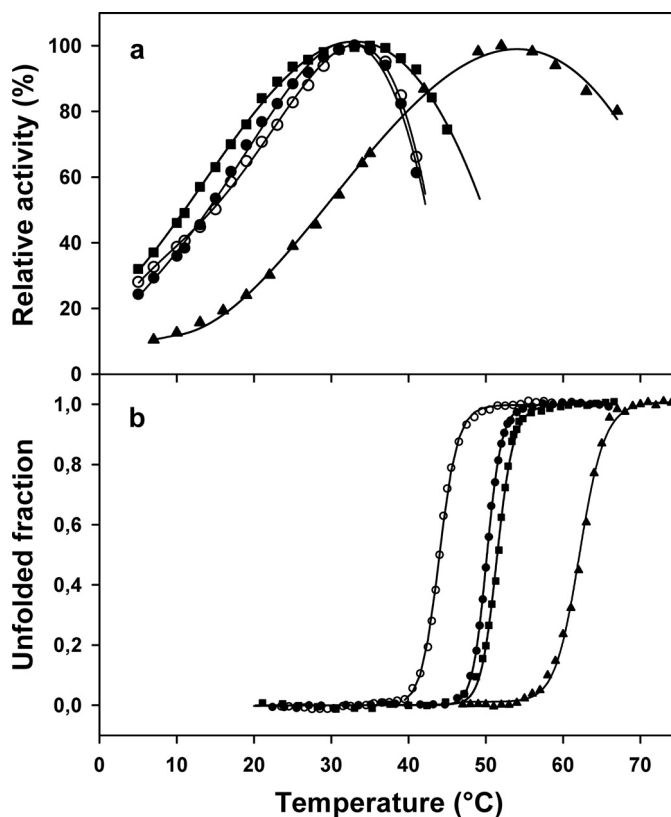 a
Relative activity (%)
100
80
60
40
20
0
b
Unfolded fraction
1,0
0,8
0,6
0,4
0,2
0,0
0 10 20 30 40 50 60 70
Temperature (°C)